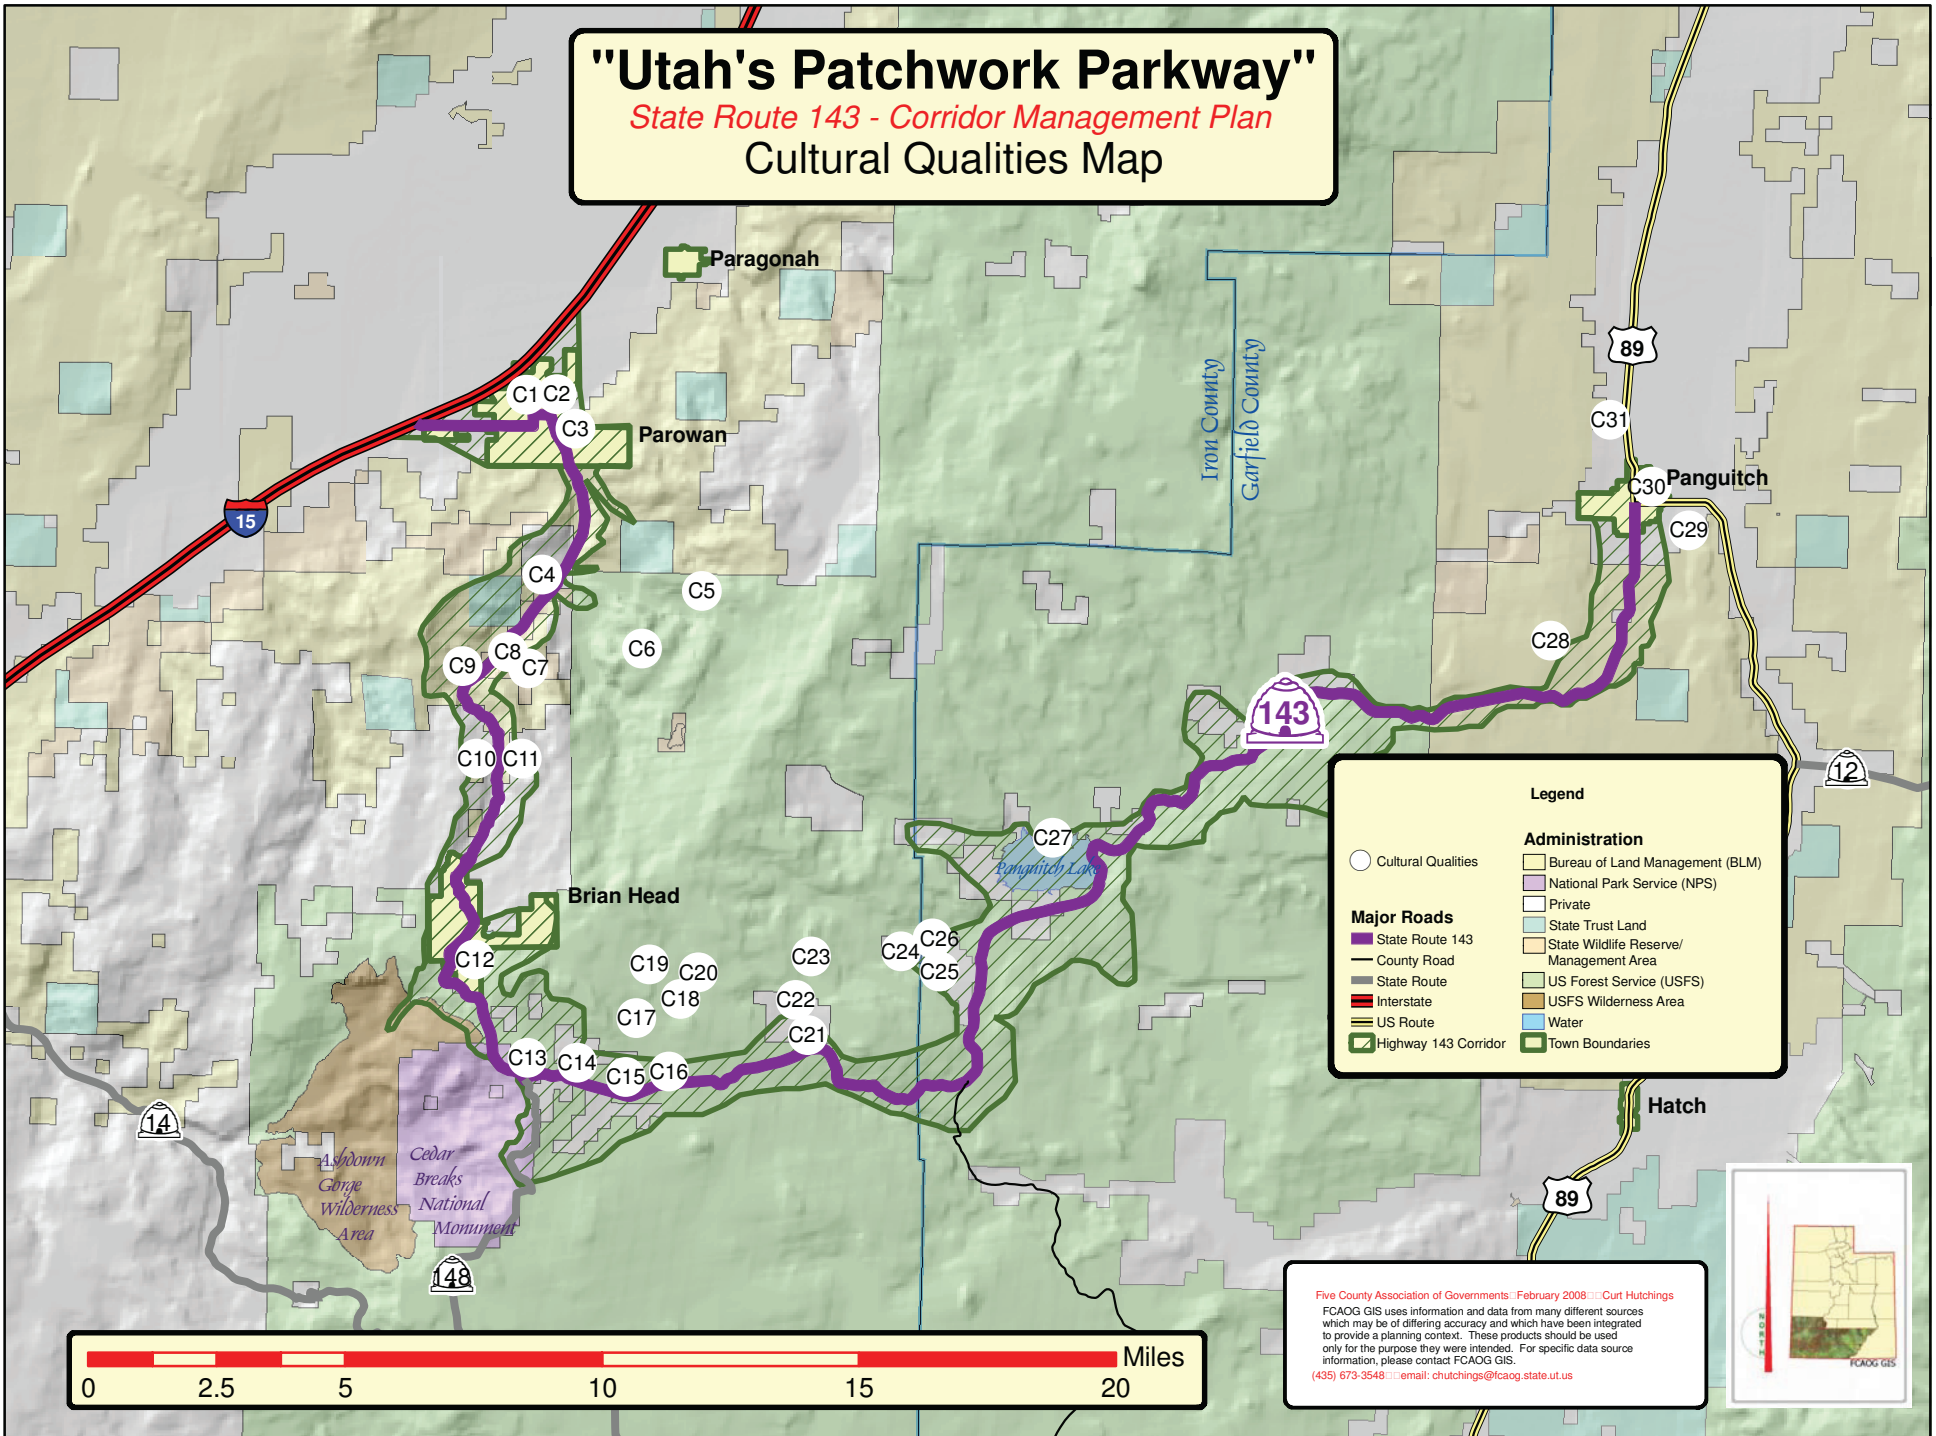 "Utah's Patchwork Parkway"
State Route 143 - Corridor Management Plan
Cultural Qualities Map
Paragonah
C1
C2
C3
Parowan
15
C4
C5
C6
C7
C8
C9
C10
C11
Brian Head
C12
C13
C14
C15
C16
C17
C18
C19
C20
C21
C22
C23
C24
C25
C26
C27
Panguitch Lake
Iron County
Garfield County
143
89
C31
C30
Panguitch
C29
C28
12
Hatch
89
14
148
Ashdown
Gorge
Wilderness
Area
Cedar
Breaks
National
Monument
Legend
Cultural Qualities
Major Roads
State Route 143
County Road
State Route
Interstate
US Route
Highway 143 Corridor
Administration
Bureau of Land Management (BLM)
National Park Service (NPS)
Private
State Trust Land
State Wildlife Reserve/
Management Area
US Forest Service (USFS)
USFS Wilderness Area
Water
Town Boundaries
Miles
0 2.5 5 10 15 20
Five County Association of Governments□February 2008□□Curt Hutchings
FCAOG GIS uses information and data from many different sources
which may be of differing accuracy and which have been integrated
to provide a planning context. These products should be used
only for the purpose they were intended. For specific data source
information, please contact FCAOG GIS.
(435) 673-3548□□email: chutchings@fcaog.state.ut.us
NORTH
FCAOG GIS